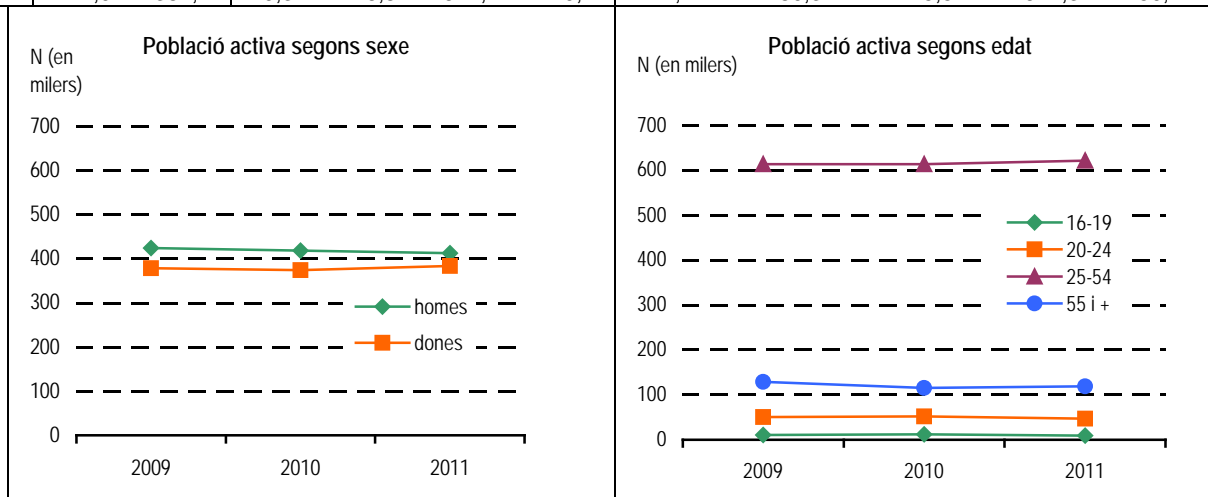 Població activa segons sexe
N (en
milers)
700
600
500
400
300
200
100
0
2009 2010 2011
homes
dones
Població activa segons edat
N (en milers)
700
600
500
400
300
200
100
0
2009 2010 2011
16-19
20-24
25-54
55 i +